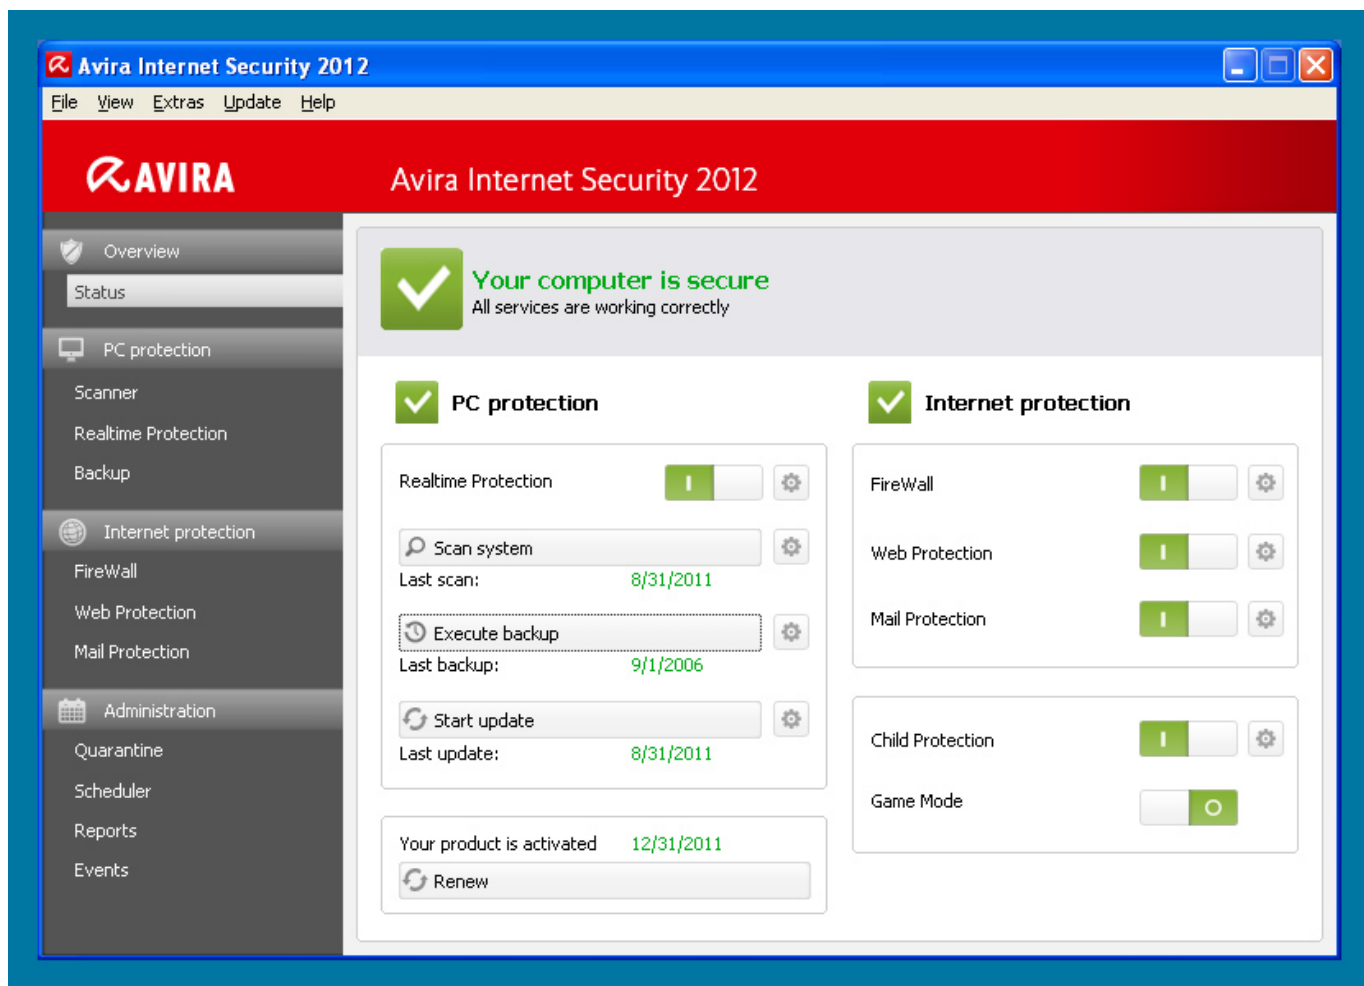 Avira Internet Security 2012
File View Extras Update Help
AVIRA
Avira Internet Security 2012
Overview
Status
PC protection
Scanner
Realtime Protection
Backup
Internet protection
FireWall
Web Protection
Mail Protection
Administration
Quarantine
Scheduler
Reports
Events
Your computer is secure
All services are working correctly
PC protection
Realtime Protection
Scan system
Last scan: 8/31/2011
Execute backup
Last backup: 9/1/2006
Start update
Last update: 8/31/2011
Your product is activated 12/31/2011
Renew
Internet protection
FireWall
Web Protection
Mail Protection
Child Protection
Game Mode